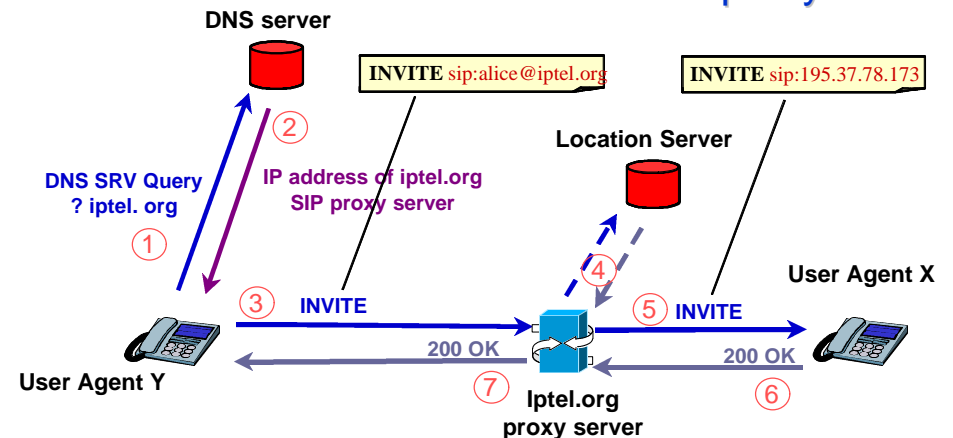 DNS server
INVITE sip:alice@iptel.org
INVITE sip:195.37.78.173
2
Location Server
DNS SRV Query
? iptel. org
IP address of iptel.org
SIP proxy server
1
4
User Agent X
3
INVITE
5
INVITE
200 OK
200 OK
User Agent Y
7
6
Iptel.org
proxy server